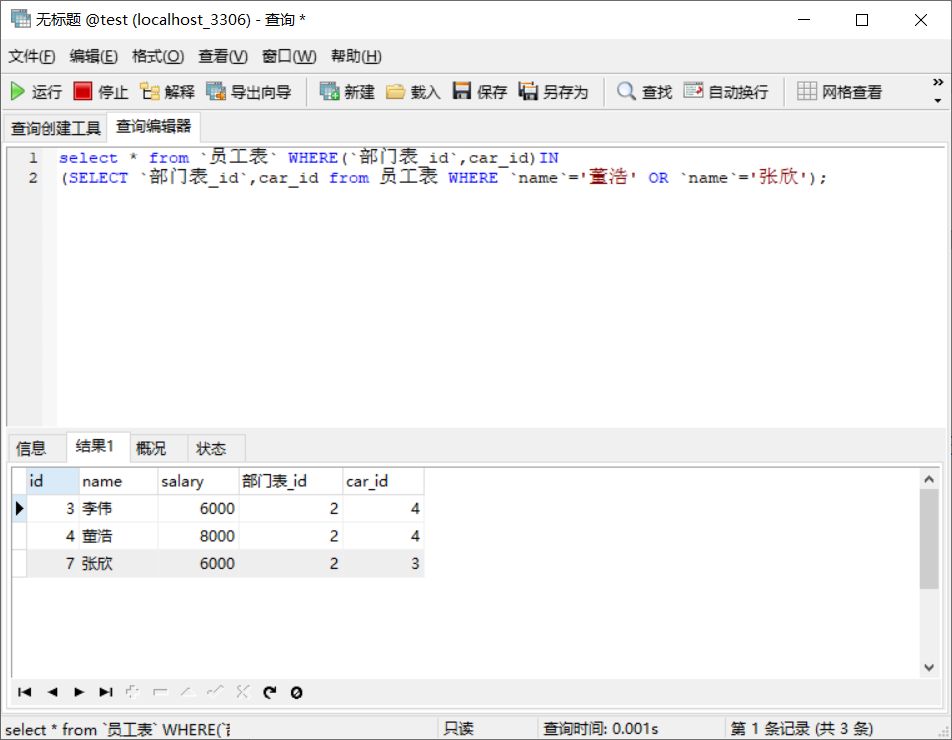 无标题 @test (localhost_3306) - 查询 *
文件(F) 编辑(E) 格式(O) 查看(V) 窗口(W) 帮助(H)
运行 停止 解释 导出向导 新建 载入 保存 另存为 查找 自动换行 网格查看 »
查询创建工具 查询编辑器
1 select * from `员工表` WHERE(`部门表_id`,car_id)IN
2 (SELECT `部门表_id`,car_id from 员工表 WHERE `name`='董浩' OR `name`='张欣');
信息 结果1 概况 状态
id name salary 部门表_id car_id
3 李伟 6000 2 4
4 董浩 8000 2 4
7 张欣 6000 2 3
select * from `员工表` WHERE(` 只读 查询时间: 0.001s 第 1 条记录 (共 3 条)